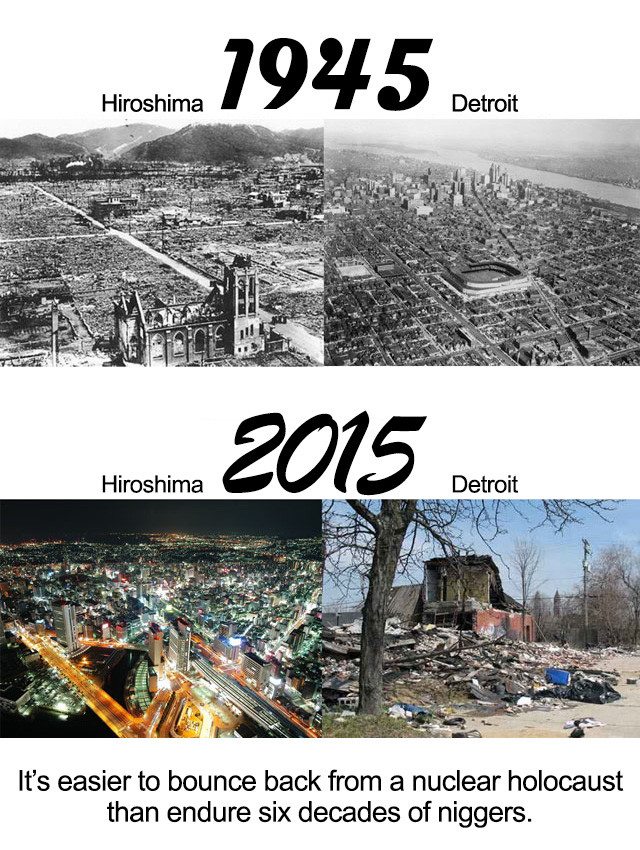 1945
Hiroshima Detroit
2015
Hiroshima Detroit
It's easier to bounce back from a nuclear holocaust
than endure six decades of niggers.